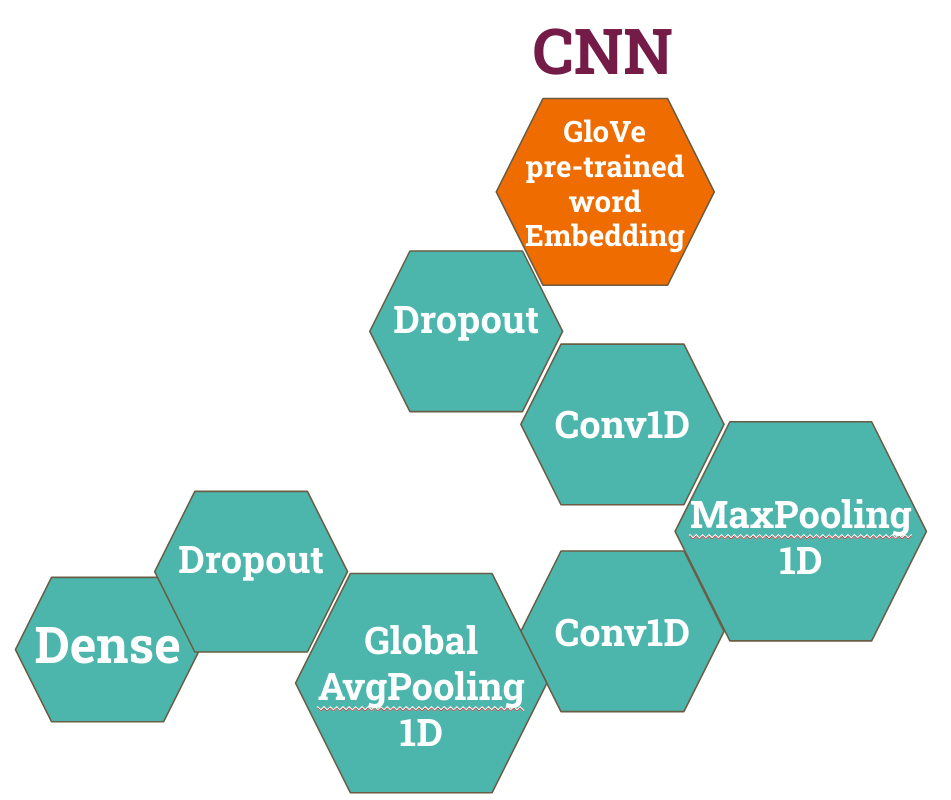 CNN
GloVe
pre-trained
word
Embedding
Dropout
Conv1D
MaxPooling
1D
Conv1D
Global
AvgPooling
1D
Dropout
Dense